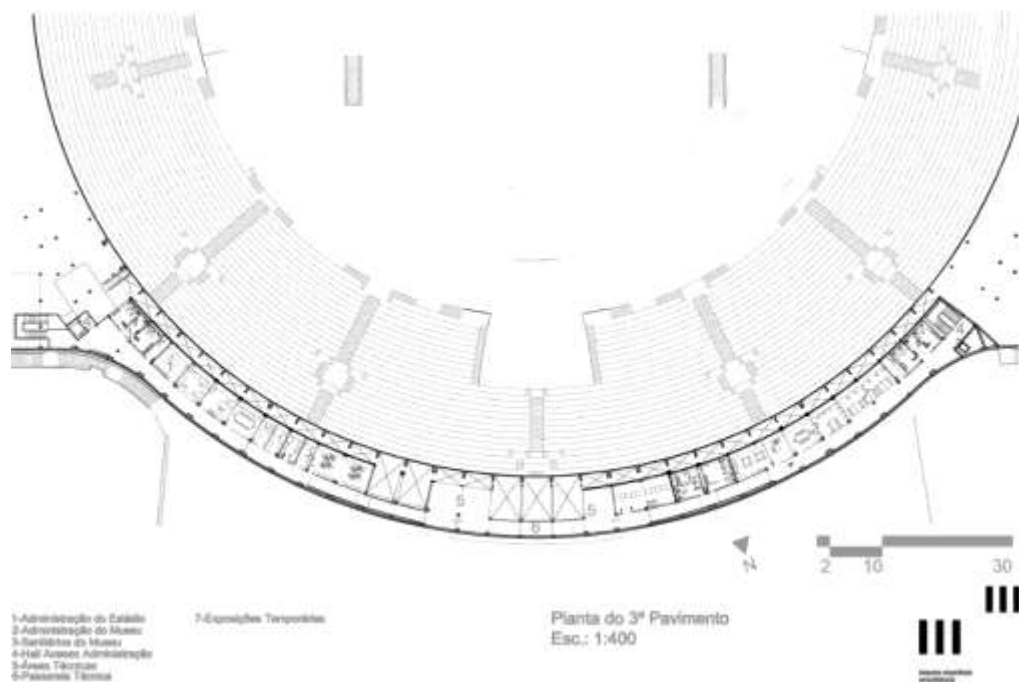 5
5
6
N
2 10 30
1-Administração do Estádio
2-Administração do Museu
3-Sanitários do Museu
4-Hall Acesso Administração
5-Áreas Técnicas
6-Passarela Técnica
7-Exposições Temporárias
Planta do 3º Pavimento
Esc.: 1:400